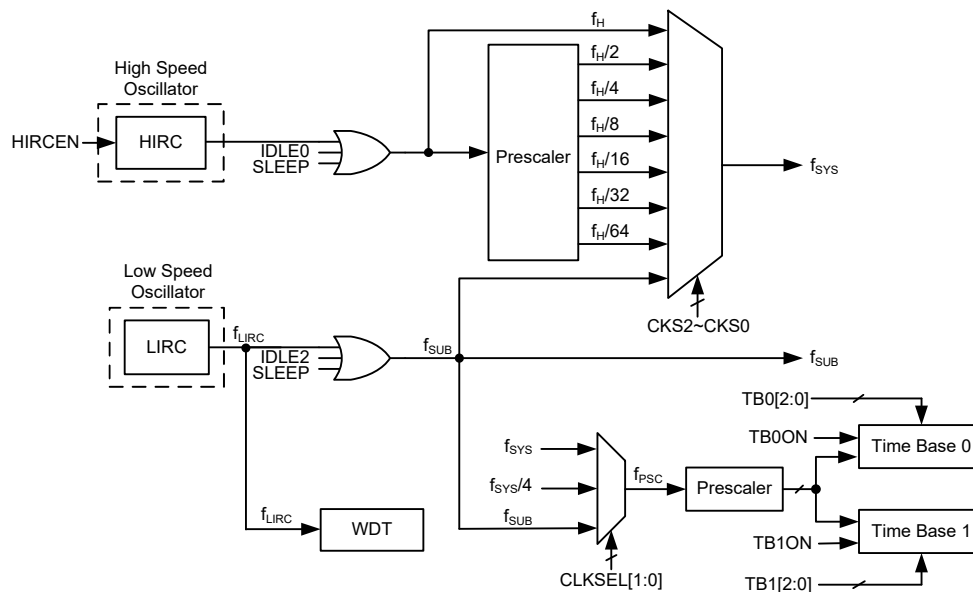 High Speed
Oscillator
HIRCEN
HIRC
IDLE0
SLEEP
Prescaler
fH
fH/2
fH/4
fH/8
fH/16
fH/32
fH/64
fSYS
CKS2~CKS0
Low Speed
Oscillator
LIRC
fLIRC
IDLE2
SLEEP
fSUB
fSUB
fLIRC
WDT
fSYS
fSYS/4
fSUB
CLKSEL[1:0]
fPSC
Prescaler
TB0[2:0]
TB0ON
Time Base 0
Time Base 1
TB1ON
TB1[2:0]